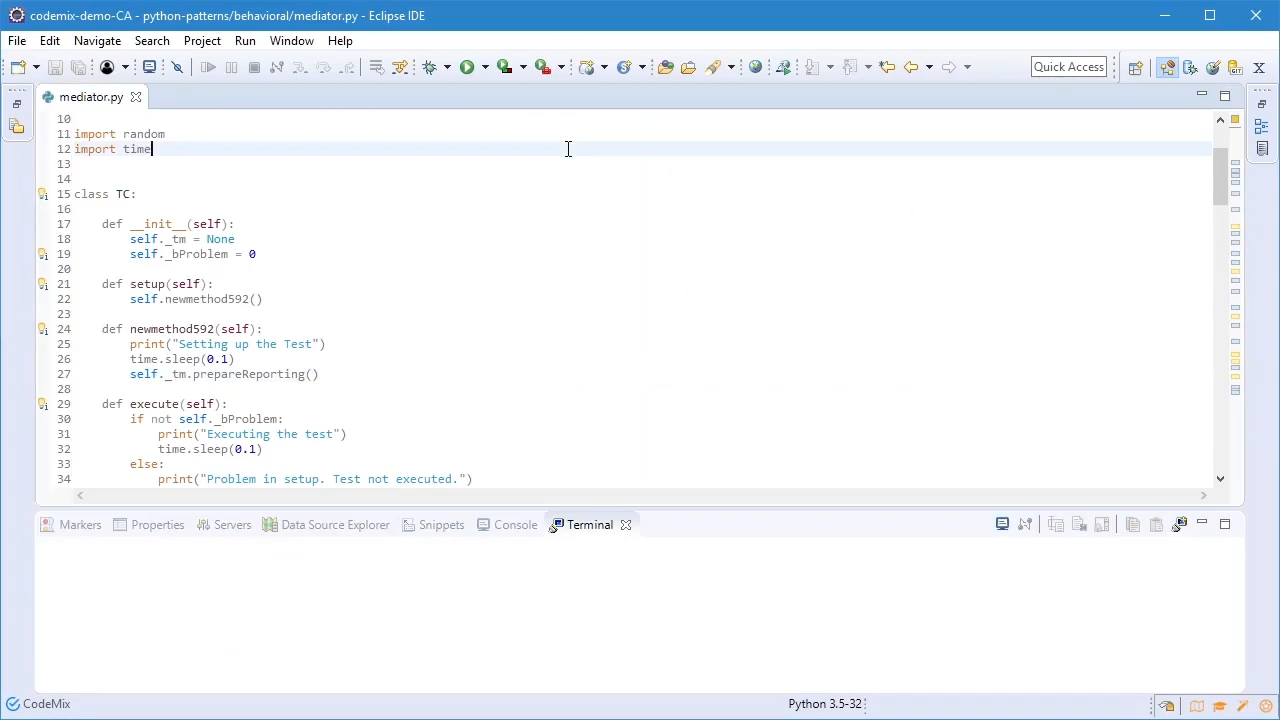 codemix-demo-CA - python-patterns/behavioral/mediator.py - Eclipse IDE
File Edit Navigate Search Project Run Window Help
Quick Access
mediator.py
10
11 import random
12 import time
13
14
15 class TC:
16
17     def __init__(self):
18         self._tm = None
19         self._bProblem = 0
20
21     def setup(self):
22         self.newmethod592()
23
24     def newmethod592(self):
25         print("Setting up the Test")
26         time.sleep(0.1)
27         self._tm.prepareReporting()
28
29     def execute(self):
30         if not self._bProblem:
31             print("Executing the test")
32             time.sleep(0.1)
33         else:
34             print("Problem in setup. Test not executed.")
Markers Properties Servers Data Source Explorer Snippets Console Terminal
CodeMix Python 3.5-32